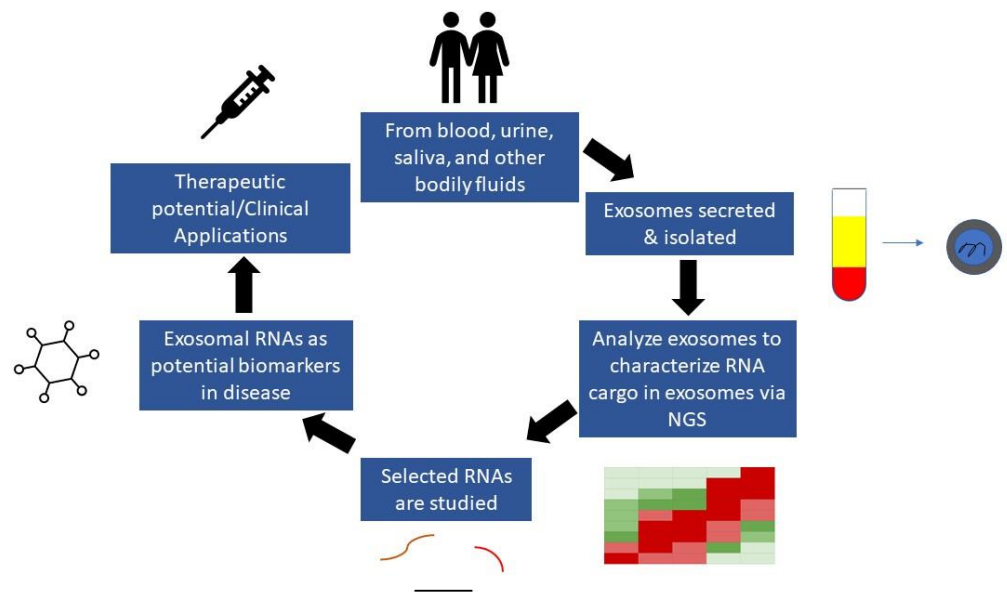 From blood, urine,
saliva, and other
bodily fluids
Exosomes secreted
& isolated
Analyze exosomes to
characterize RNA
cargo in exosomes via
NGS
Selected RNAs
are studied
Exosomal RNAs as
potential biomarkers
in disease
Therapeutic
potential/Clinical
Applications